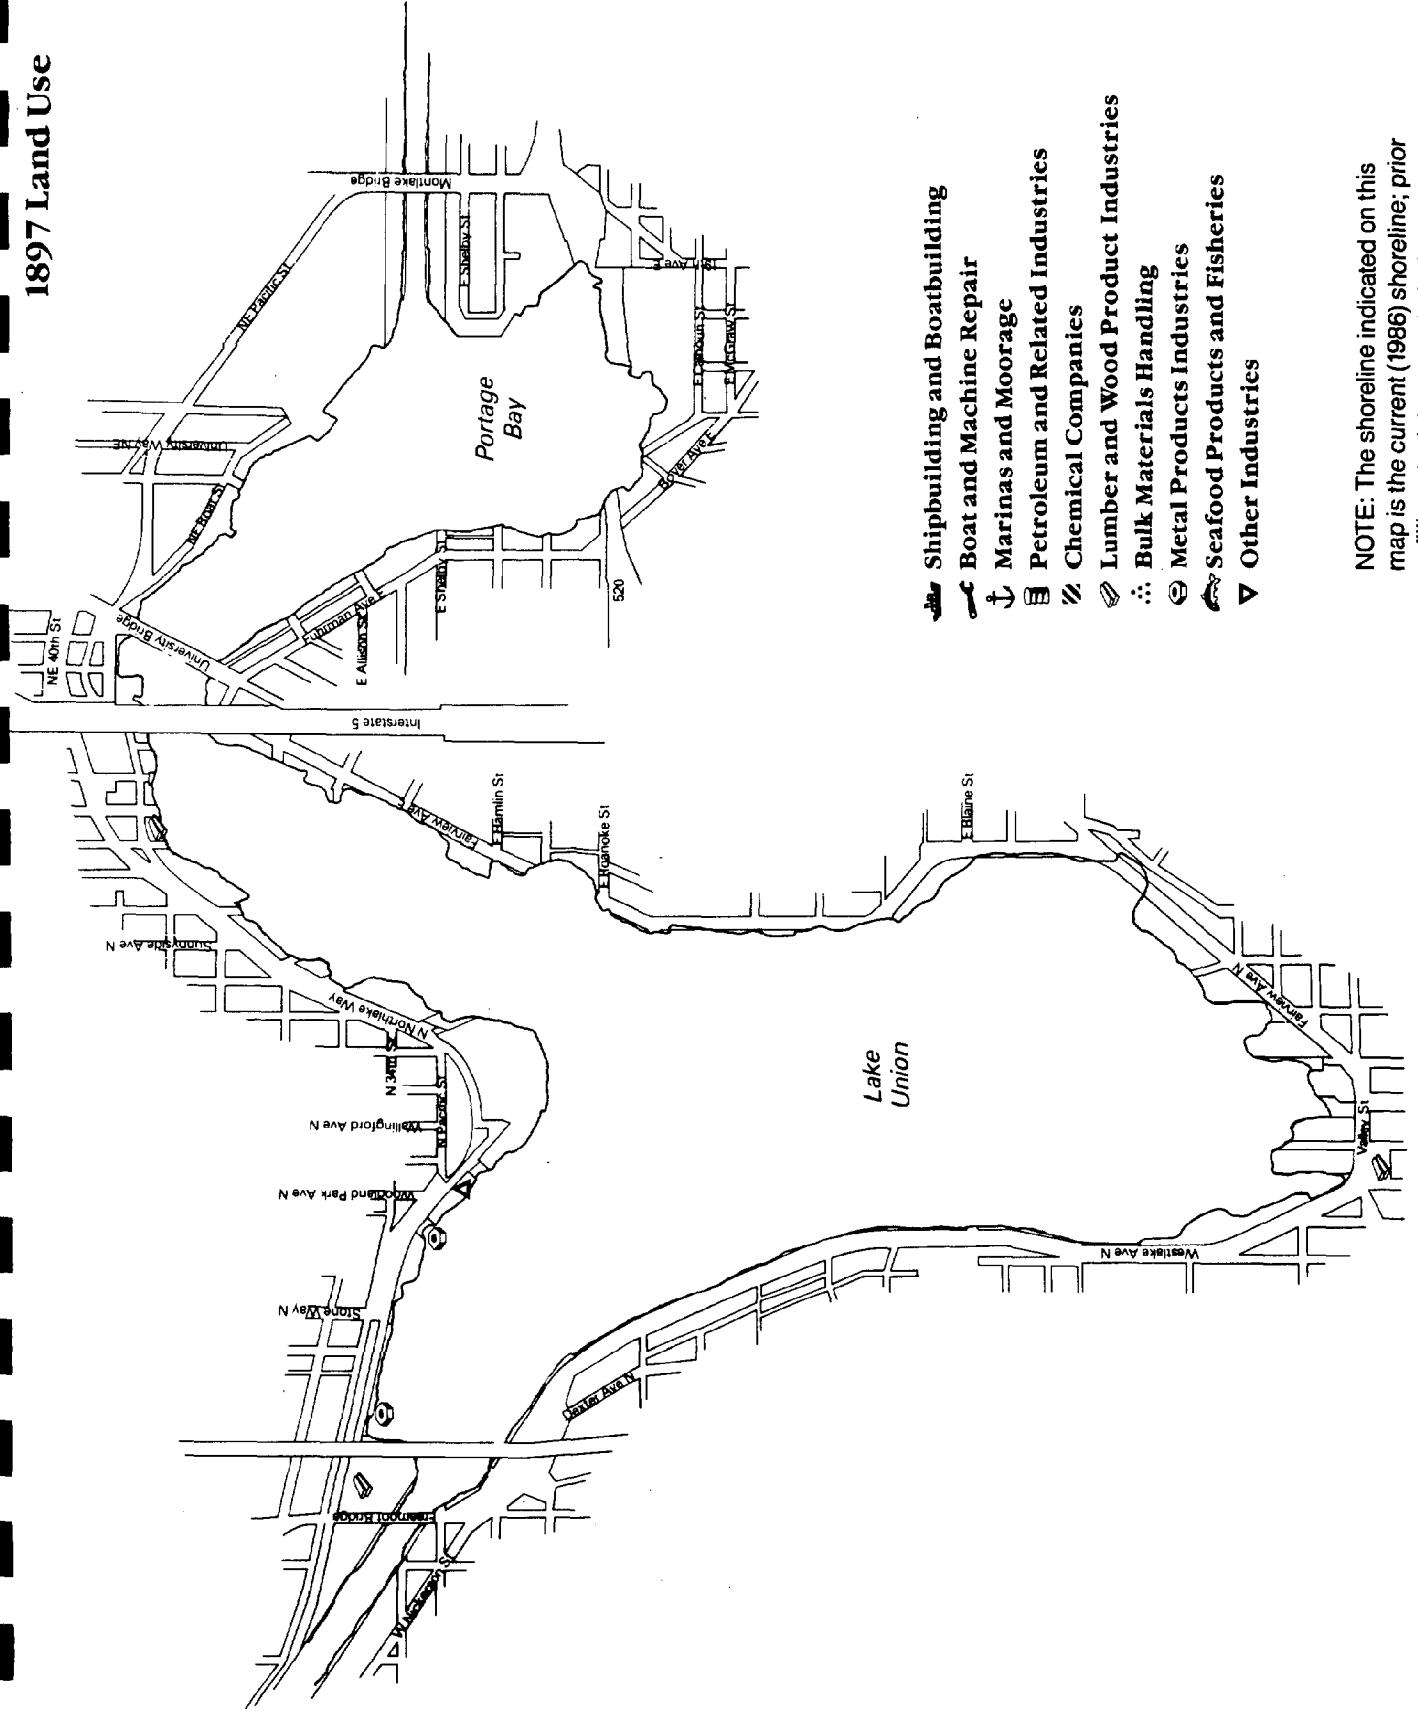 1897 Land Use
NE 40th St
University Bridge
NE Boat St
University Way NE
NE Pacific St
Montlake Bridge
E Shelby St
Portage
Bay
Fuhrman Ave E
E Allison St
E Shelby St
520
Boyer Ave E
E Calhoun St
E McGraw St
Ave E
Interstate 5
Fairview Ave E
E Hamlin St
E Roanoke St
E Blaine St
Sunnyside Ave N
N Northlake Way
N 34th St
N Pacific St
Wallingford Ave N
Woodland Park Ave N
Stone Way N
Fremont Bridge
W Nickerson St
Dexter Ave N
Westlake Ave N
Lake
Union
Fairview Ave N
Valley St
Shipbuilding and Boatbuilding
Boat and Machine Repair
Marinas and Moorage
Petroleum and Related Industries
Chemical Companies
Lumber and Wood Product Industries
Bulk Materials Handling
Metal Products Industries
Seafood Products and Fisheries
Other Industries
NOTE: The shoreline indicated on this
map is the current (1986) shoreline; prior